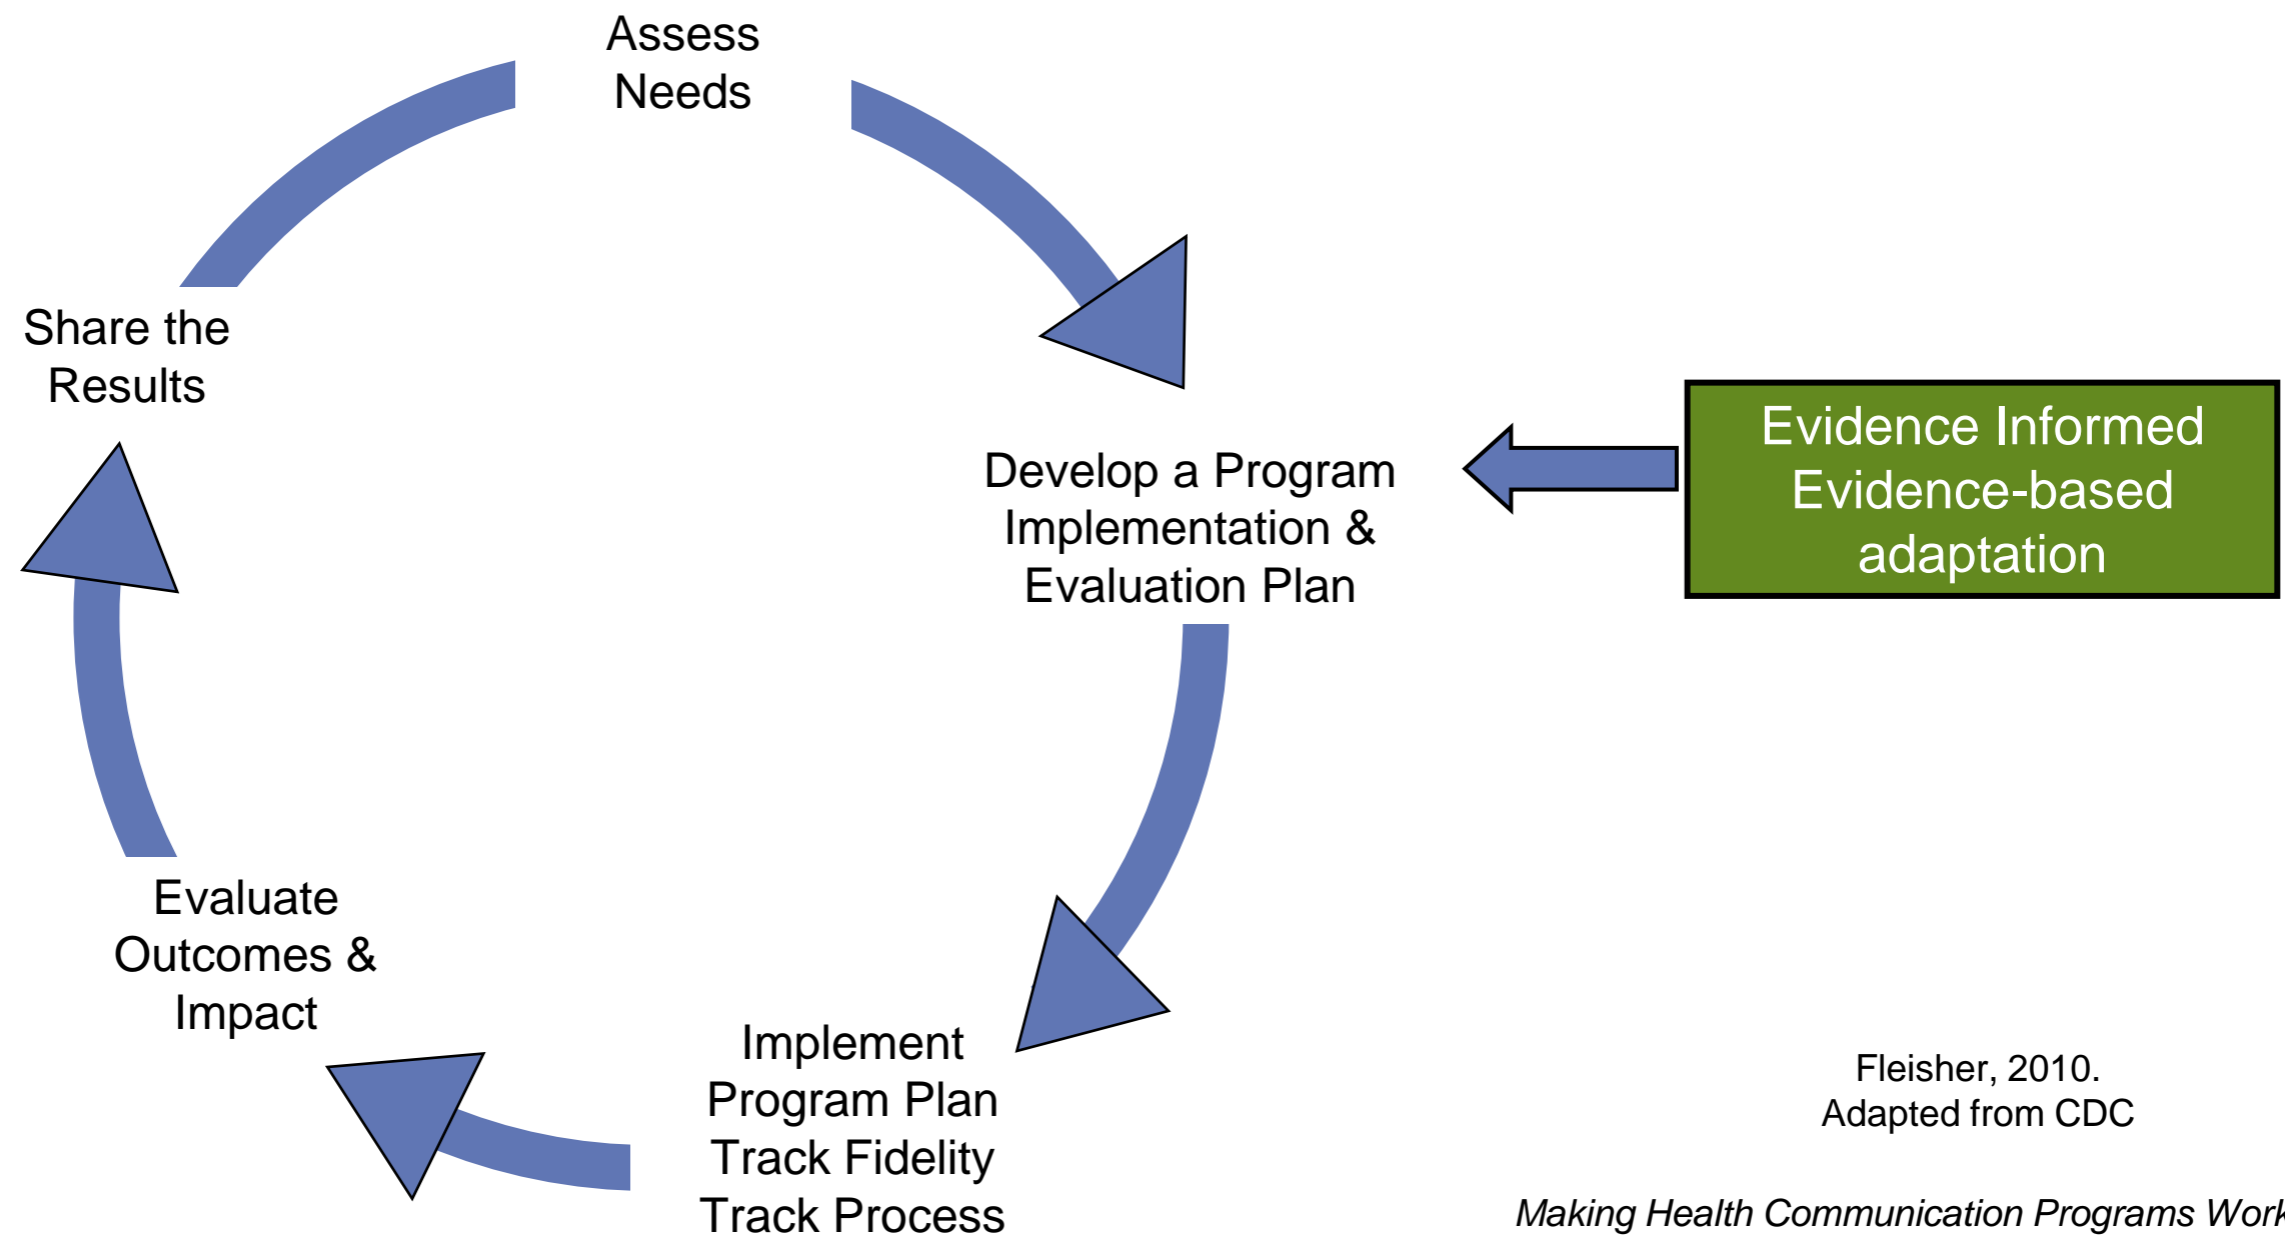 Assess
Needs
Share the
Results
Develop a Program
Implementation &
Evaluation Plan
Evidence Informed
Evidence-based
adaptation
Evaluate
Outcomes &
Impact
Implement
Program Plan
Track Fidelity
Track Process
Fleisher, 2010.
Adapted from CDC
Making Health Communication Programs Work